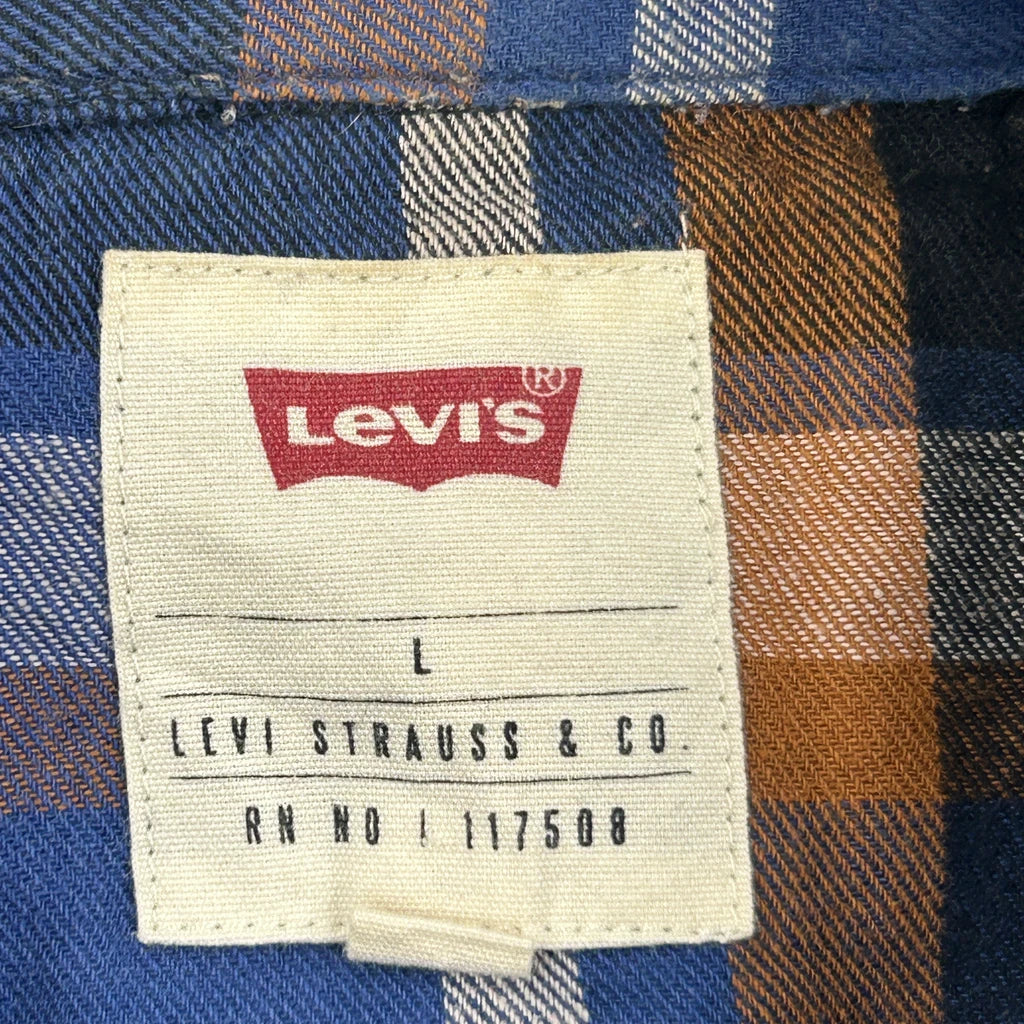 LEVI'S ®
L
LEVI STRAUSS & CO.
RN NO / 117508